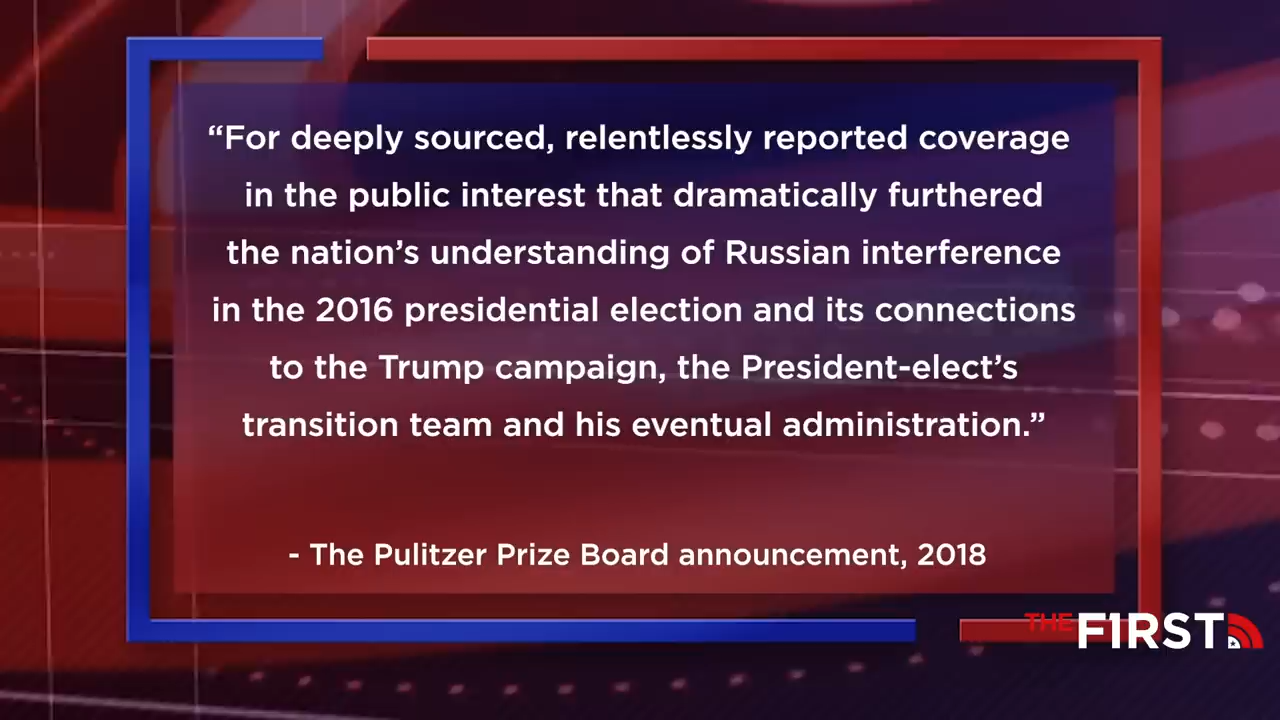 “For deeply sourced, relentlessly reported coverage
in the public interest that dramatically furthered
the nation’s understanding of Russian interference
in the 2016 presidential election and its connections
to the Trump campaign, the President-elect’s
transition team and his eventual administration.”
- The Pulitzer Prize Board announcement, 2018
THE FIRST